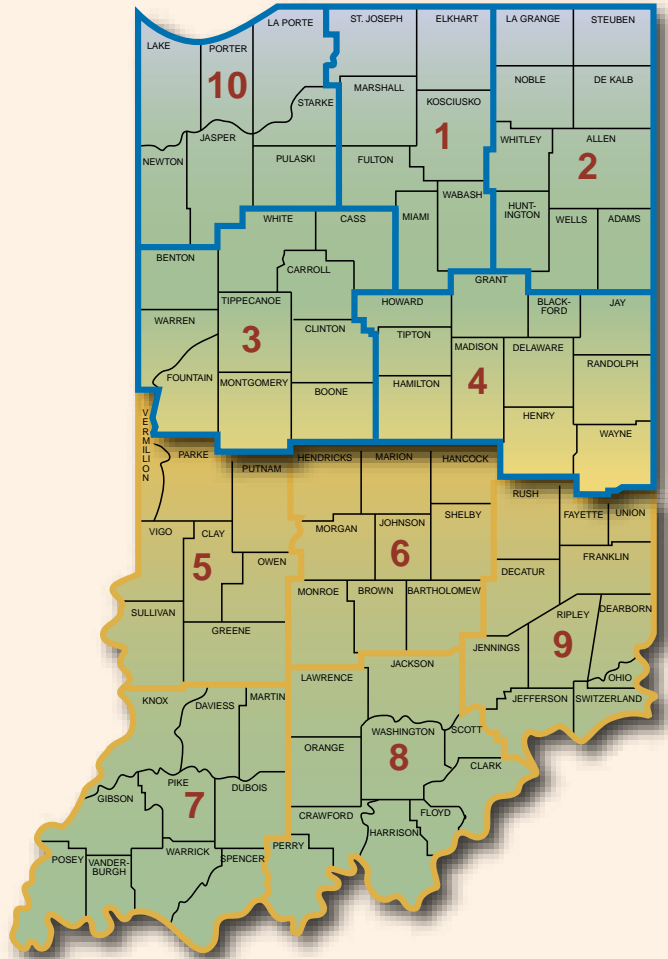 LA PORTE
ST. JOSEPH
ELKHART
LA GRANGE
STEUBEN
LAKE
PORTER
10
STARKE
MARSHALL
KOSCIUSKO
1
NOBLE
DE KALB
NEWTON
JASPER
PULASKI
FULTON
WHITLEY
ALLEN
2
WABASH
MIAMI
HUNT-
INGTON
WELLS
ADAMS
WHITE
CASS
BENTON
CARROLL
GRANT
TIPPECANOE
HOWARD
BLACK-
FORD
JAY
WARREN
3
CLINTON
TIPTON
MADISON
DELAWARE
RANDOLPH
FOUNTAIN
MONTGOMERY
BOONE
HAMILTON
4
HENRY
WAYNE
VERMILLION
PARKE
PUTNAM
HENDRICKS
MARION
HANCOCK
RUSH
FAYETTE
UNION
VIGO
CLAY
5
OWEN
MORGAN
JOHNSON
SHELBY
6
FRANKLIN
DECATUR
SULLIVAN
GREENE
MONROE
BROWN
BARTHOLOMEW
RIPLEY
DEARBORN
9
JENNINGS
OHIO
JEFFERSON
SWITZERLAND
KNOX
DAVIESS
MARTIN
LAWRENCE
JACKSON
WASHINGTON
SCOTT
ORANGE
8
CLARK
GIBSON
PIKE
7
DUBOIS
CRAWFORD
HARRISON
FLOYD
POSEY
VANDER-
BURGH
WARRICK
SPENCER
PERRY